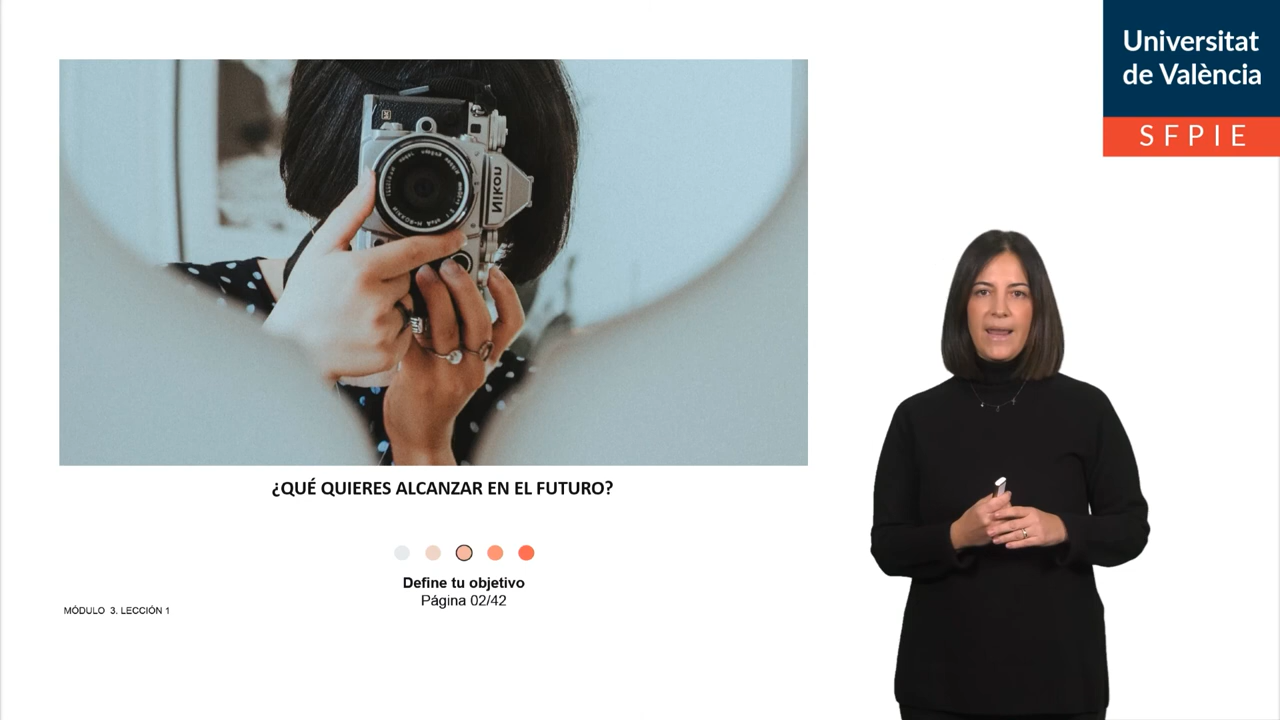 Universitat
de València
SFPIE
Nikon
¿QUÉ QUIERES ALCANZAR EN EL FUTURO?
Define tu objetivo
Página 02/42
MÓDULO 3. LECCIÓN 1